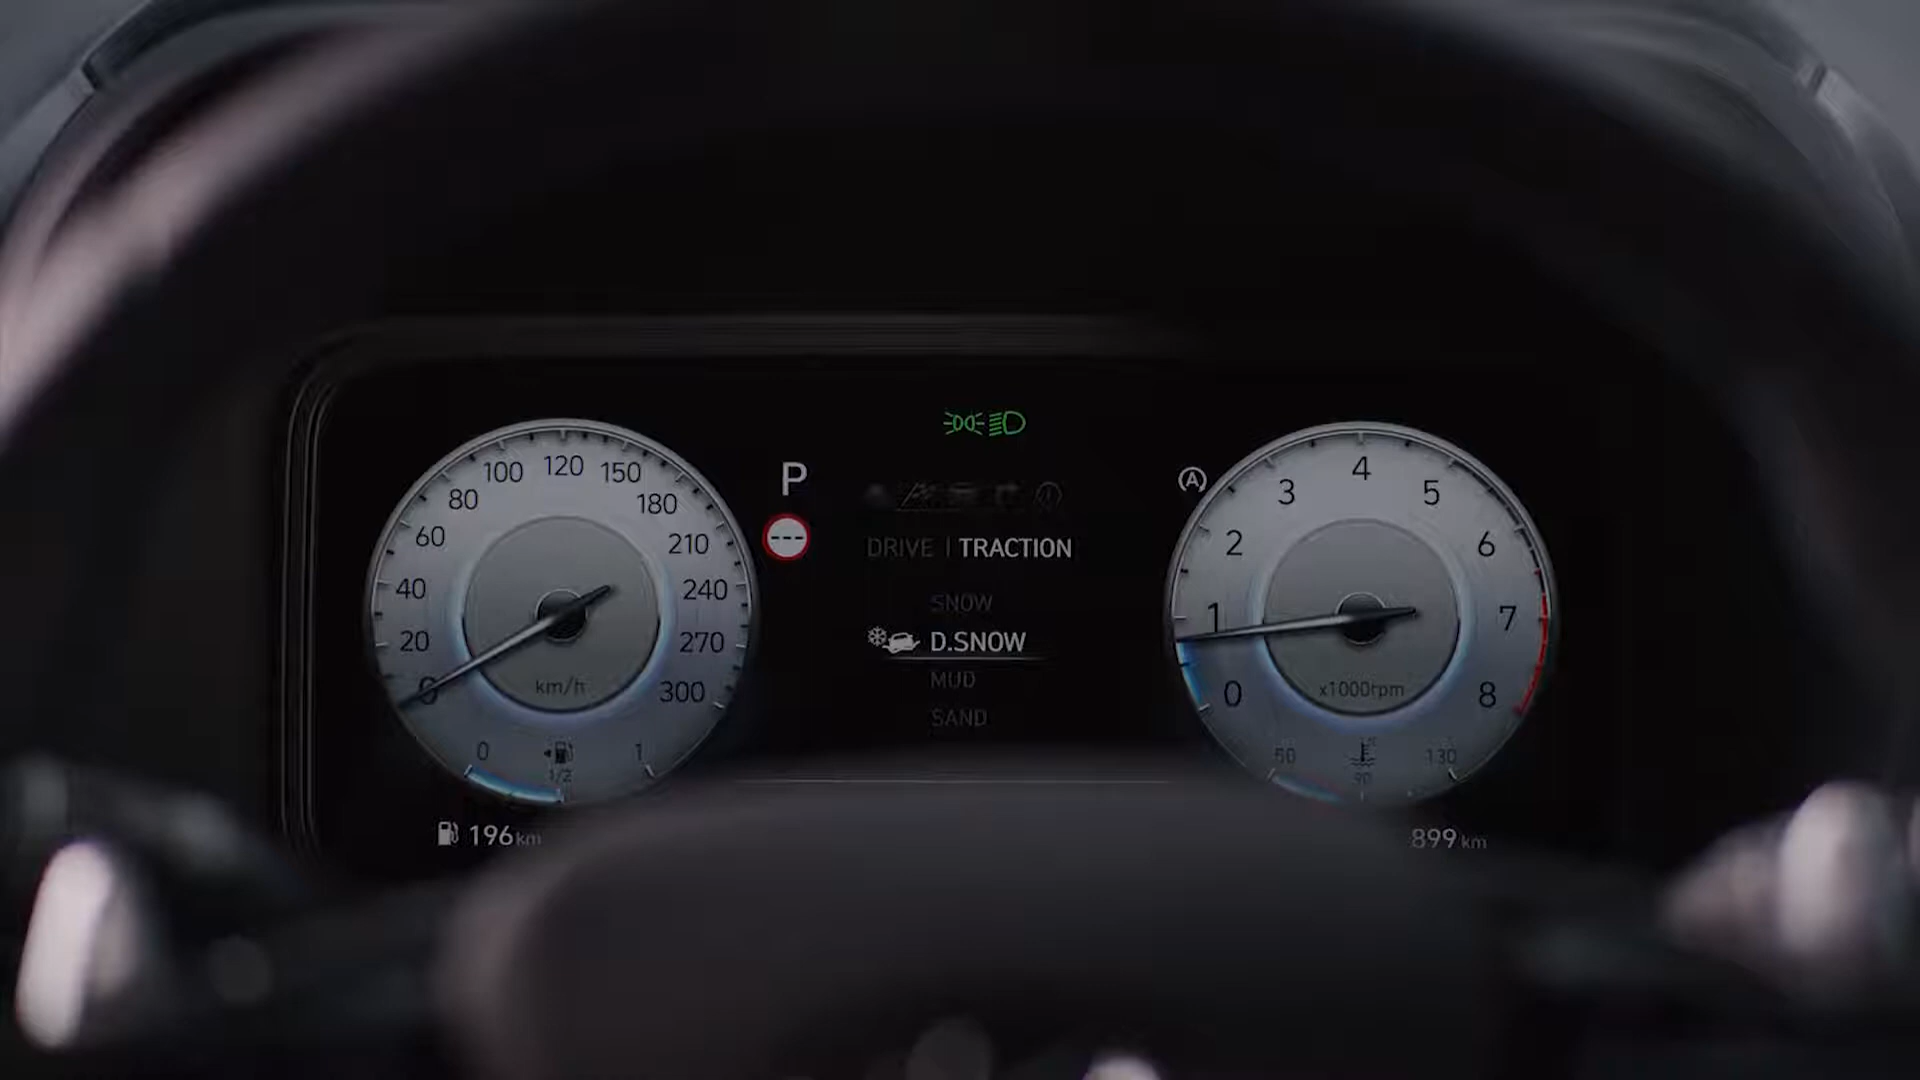 0 20 40 60 80 100 120 150 180 210 240 270 300
km/h
0 1/2 1
196 km
P
---
DRIVE | TRACTION
SNOW
D.SNOW
MUD
SAND
A
0 1 2 3 4 5 6 7 8
x1000rpm
50 90 130
899 km